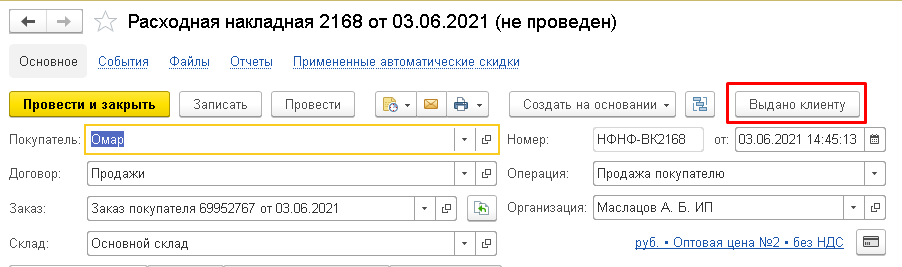 Расходная накладная 2168 от 03.06.2021 (не проведен)
Основное События Файлы Отчеты Примененные автоматические скидки
Провести и закрыть Записать Провести Создать на основании Выдано клиенту
Покупатель: Омар Номер: НФНФ-ВК2168 от: 03.06.2021 14:45:13
Договор: Продажи Операция: Продажа покупателю
Заказ: Заказ покупателя 69952767 от 03.06.2021 Организация: Маслацов А. Б. ИП
Склад: Основной склад руб. • Оптовая цена №2 • без НДС